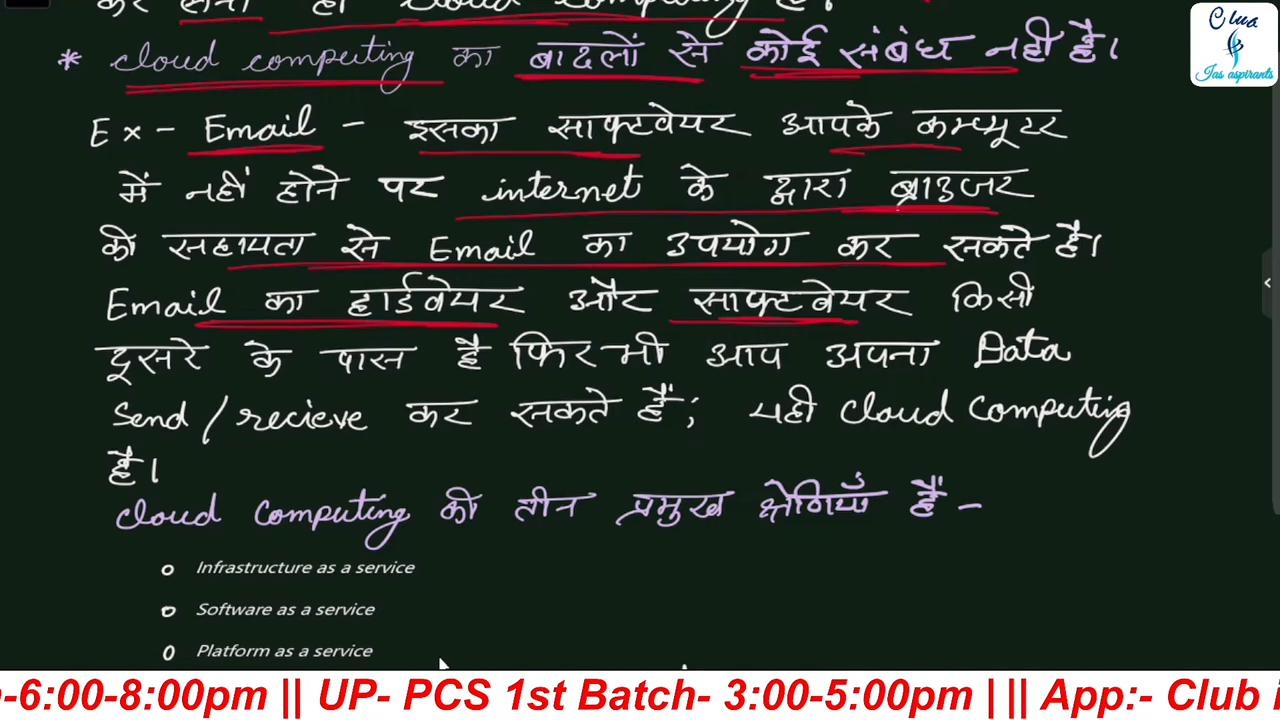 कर लेना ही cloud computing है।
* cloud computing का बादलों से कोई संबंध नही है।
Ex - Email - इसका साफ्टवेयर आपके कम्प्यूटर
में नहीं होने पर internet के द्वारा ब्राउजर
की सहायता से Email का उपयोग कर सकते है।
Email का हार्डवेयर और साफ्टवेयर किसी
दूसरे के पास है फिर भी आप अपना Data
Send/recieve कर सकते हैं; यही cloud computing
है।
cloud computing की तीन प्रमुख श्रेणियाँ हैं -
Infrastructure as a service
Software as a service
Platform as a service
-6:00-8:00pm || UP- PCS 1st Batch- 3:00-5:00pm | || App:- Club i
Club
Ias aspirants